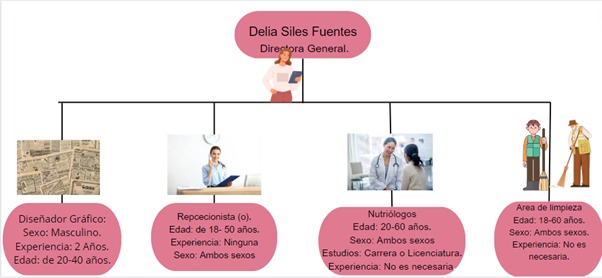 Delia Siles Fuentes
Directora General.
Diseñador Gráfico:
Sexo: Masculino.
Experiencia: 2 Años.
Edad: de 20-40 años.
Repcecionista (o).
Edad: de 18- 50 años.
Experiencia: Ninguna
Sexo: Ambos sexos
Nutriólogos
Edad: 20-60 años.
Sexo: Ambos sexos
Estudios: Carrera o Licenciatura.
Experiencia: No es necesaria
Area de limpieza
Edad: 18-60 años.
Sexo: Ambos sexos.
Experiencia: No es
necesaria.